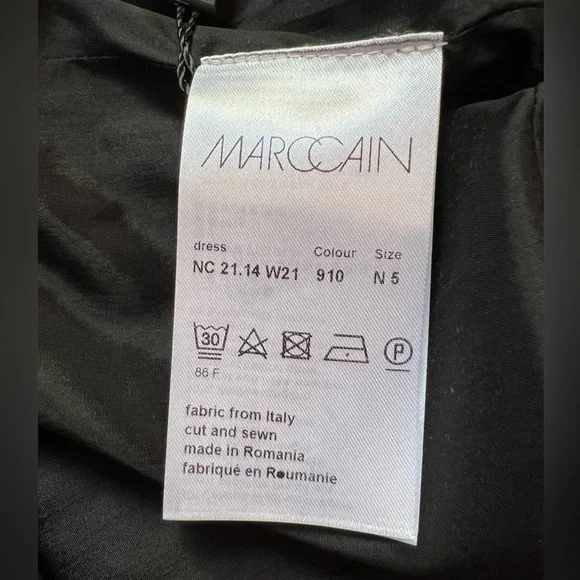 MARCCAIN
dress Colour Size
NC 21.14 W21 910 N 5
30 P
86 F
fabric from Italy
cut and sewn
made in Romania
fabriqué en Roumanie